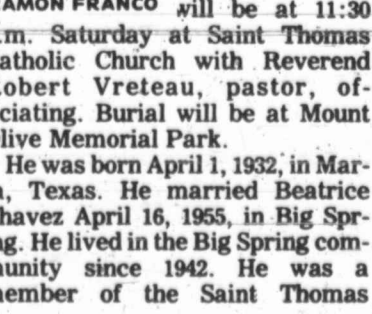 AMON FRANCO will be at 11:30
.m. Saturday at Saint Thomas
atholic Church with Reverend
obert Vreteau, pastor, of-
ciating. Burial will be at Mount
live Memorial Park.
He was born April 1, 1932, in Mar-
, Texas. He married Beatrice
havez April 16, 1955, in Big Spr-
g. He lived in the Big Spring com-
unity since 1942. He was a
ember of the Saint Thomas